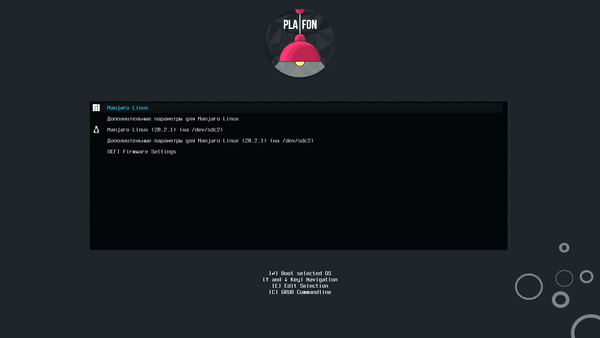 PLAFON
Manjaro Linux
Дополнительные параметры для Manjaro Linux
Manjaro Linux (20.2.1) (на /dev/sdc2)
Дополнительные параметры для Manjaro Linux (20.2.1) (на /dev/sdc2)
UEFI Firmware Settings
[↲] Boot selected OS
(↑ and ↓ Key) Navigation
[E] Edit Selection
[C] GRUB Commandline